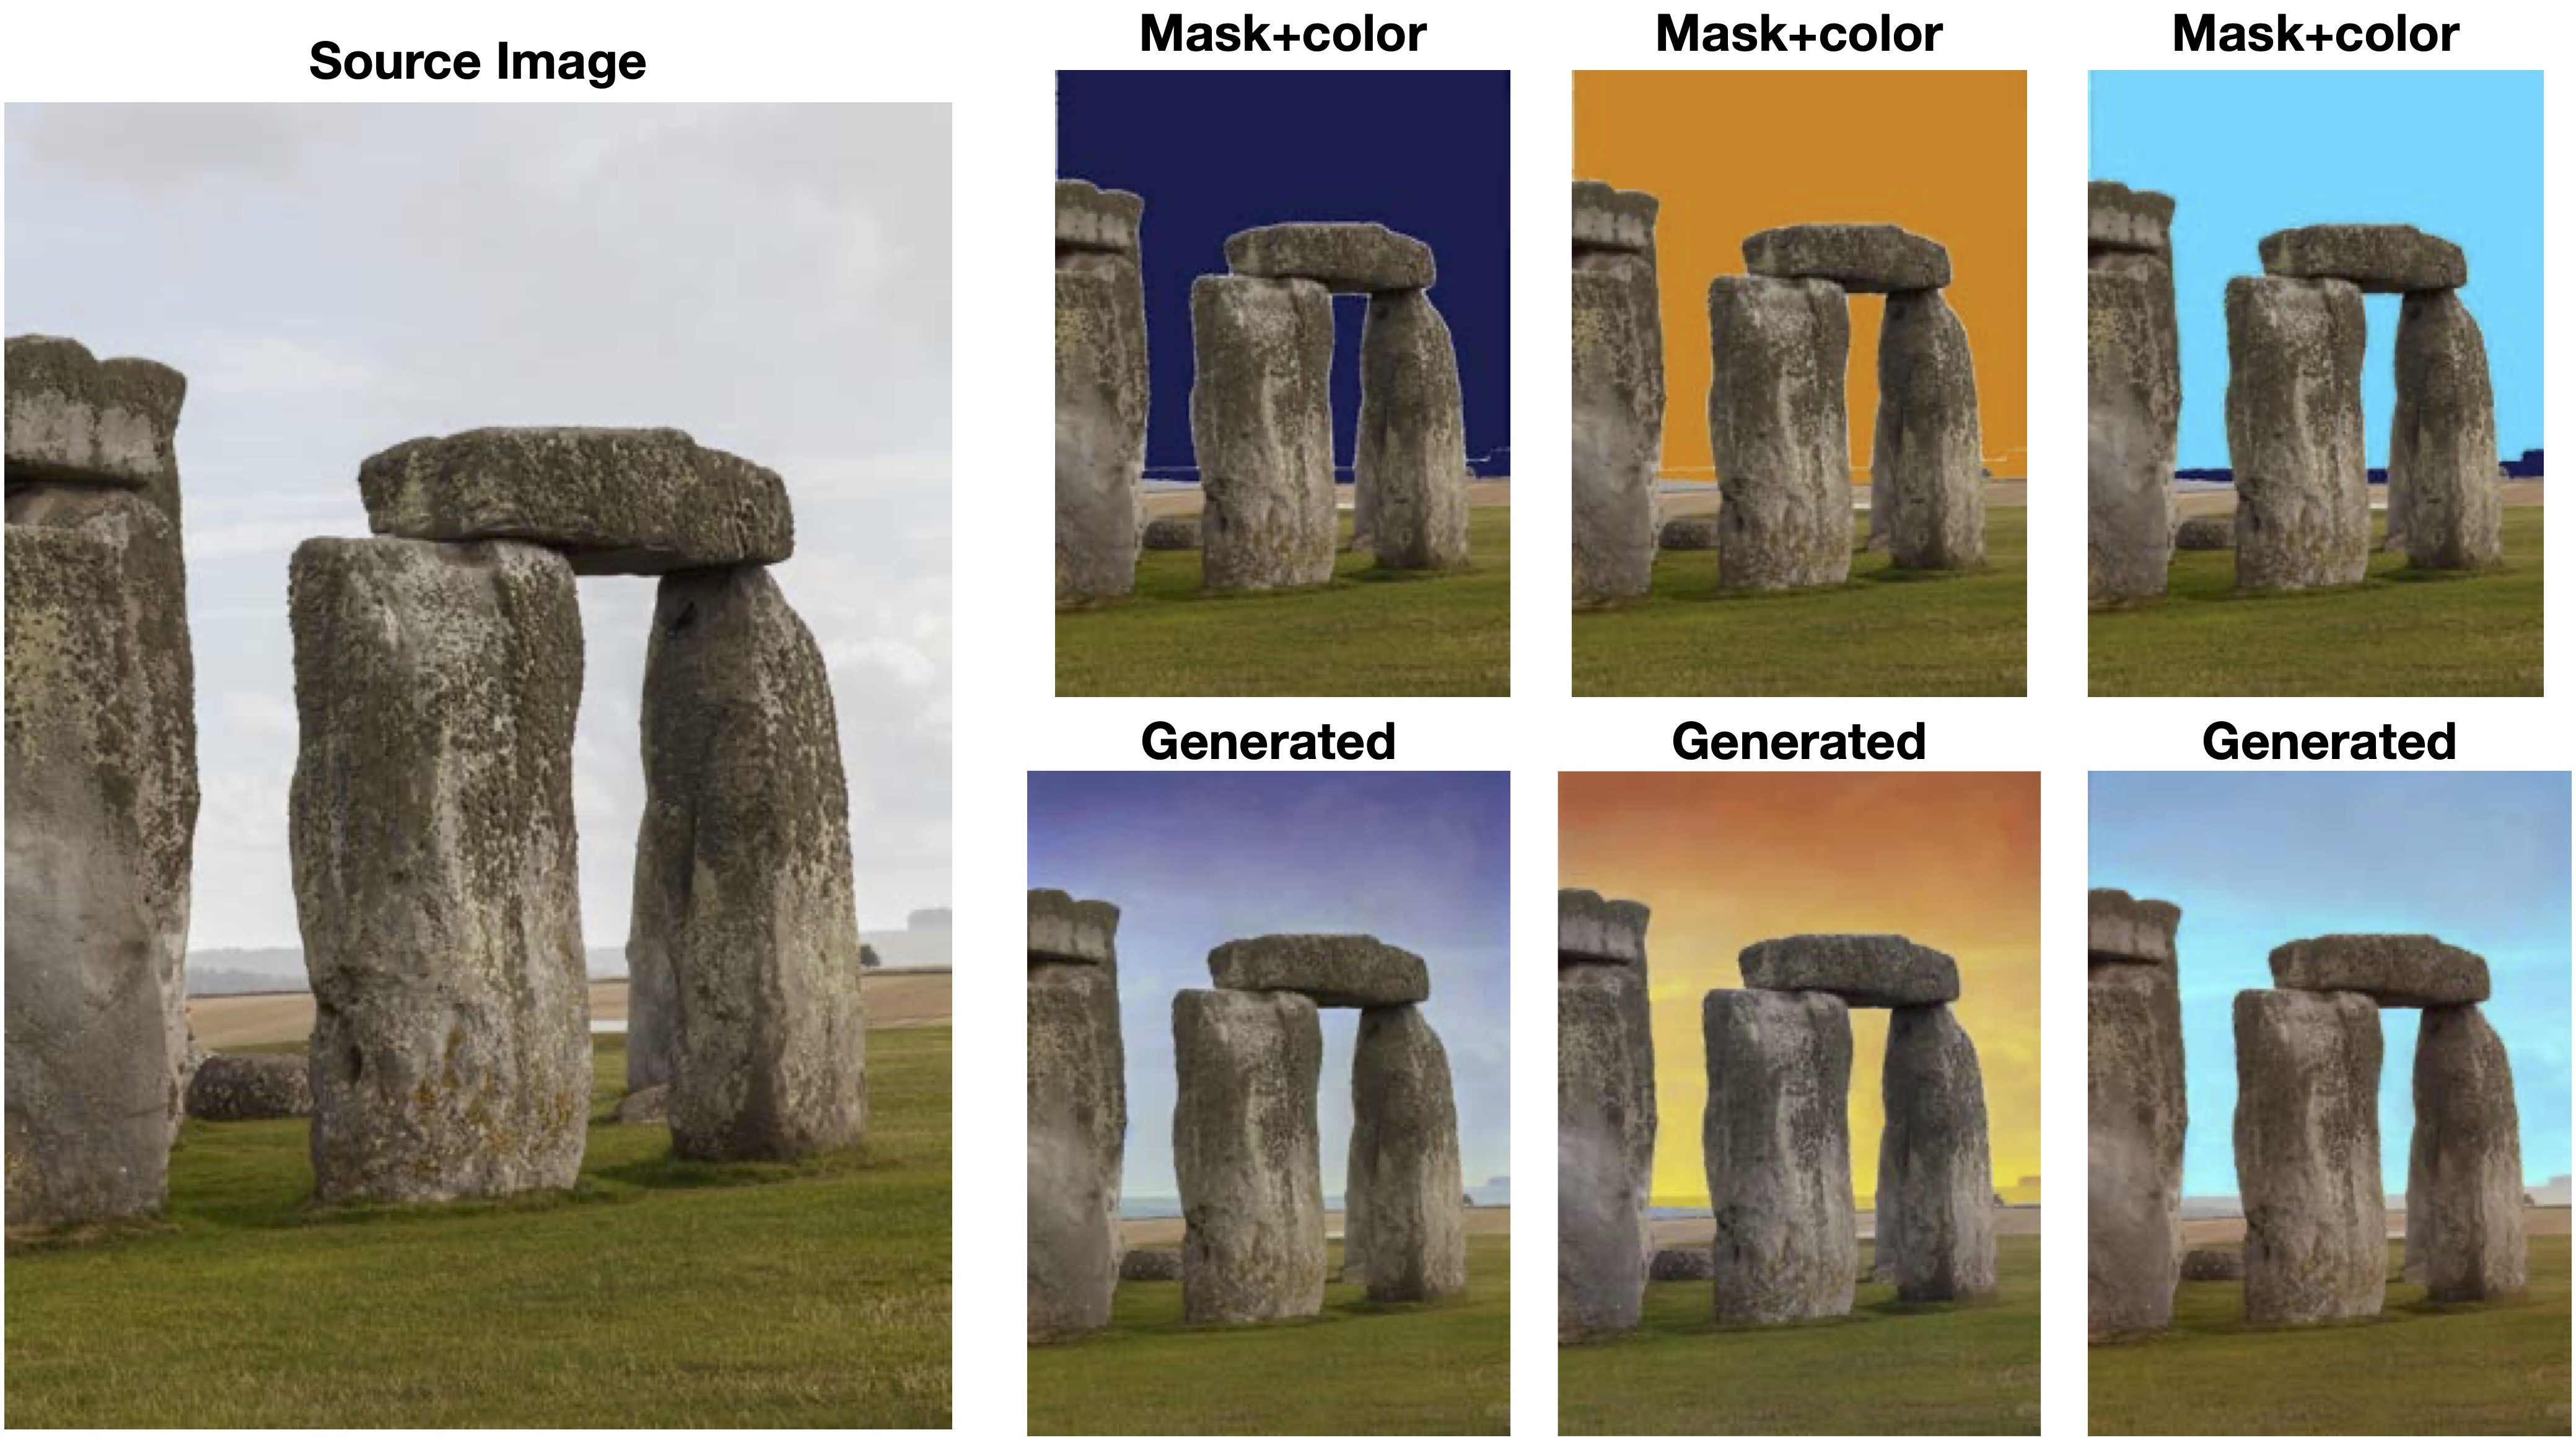 Source Image
Mask+color
Mask+color
Mask+color
Generated
Generated
Generated